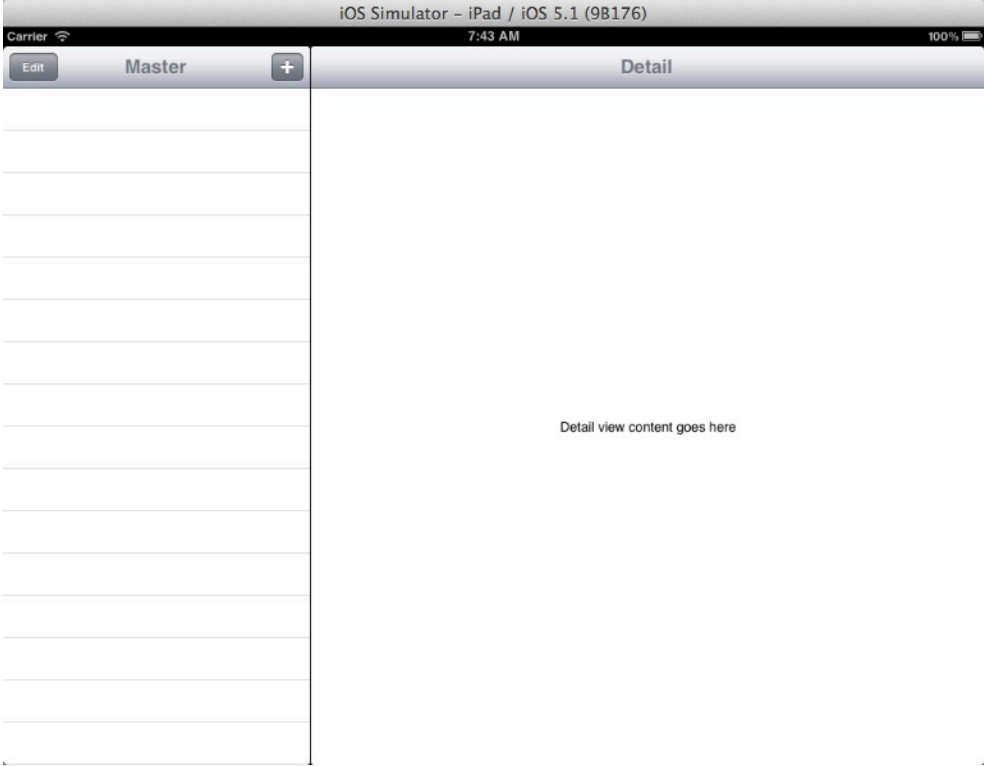 iOS Simulator – iPad / iOS 5.1 (9B176)
Carrier 7:43 AM 100%
Edit Master + Detail
Detail view content goes here